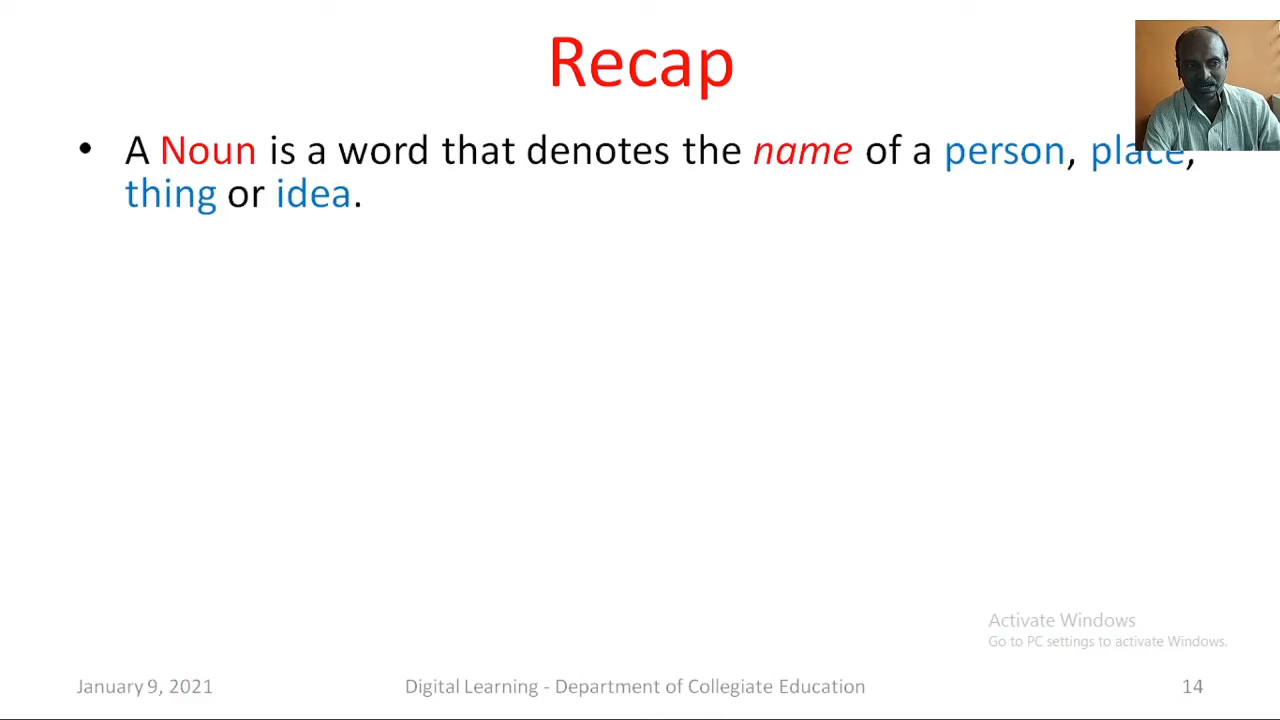 Recap
• A Noun is a word that denotes the name of a person, place,
thing or idea.
Activate Windows
Go to PC settings to activate Windows.
January 9, 2021 Digital Learning - Department of Collegiate Education 14